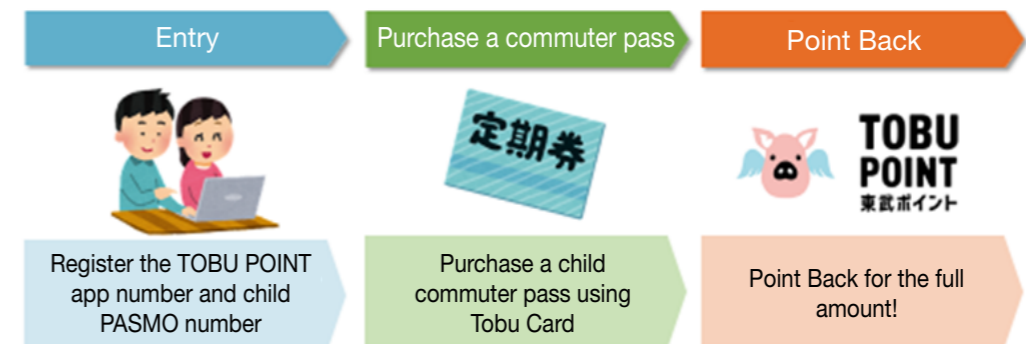 Entry
Purchase a commuter pass
Point Back
定期券
TOBU
POINT
東武ポイント
Register the TOBU POINT
app number and child
PASMO number
Purchase a child
commuter pass using
Tobu Card
Point Back for the full
amount!